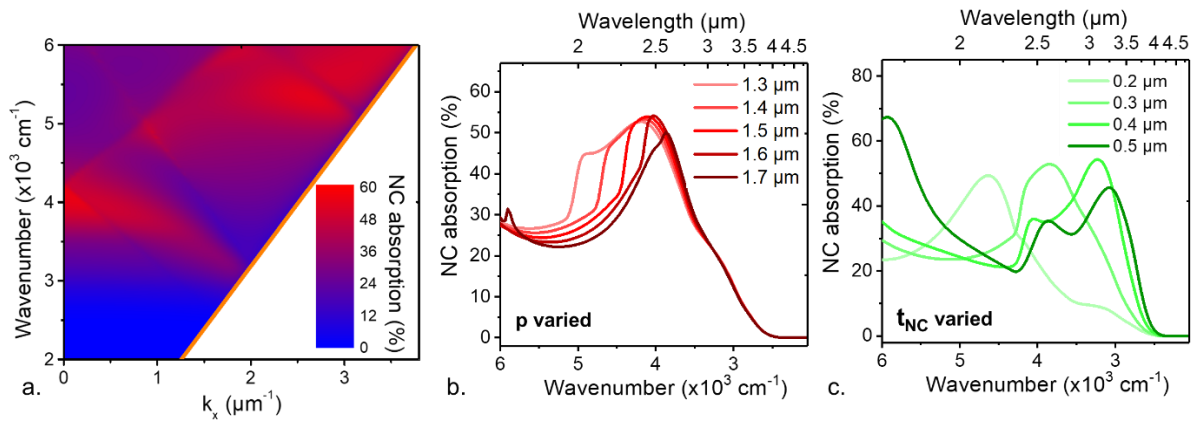 Wavenumber (x10³ cm⁻¹)
6
5
4
3
2
0
1
2
3
kₓ (µm⁻¹)
60
48
36
24
12
0
NC absorption (%)
a.
Wavelength (µm)
2
2.5
3
3.5
4
4.5
NC absorption (%)
60
50
40
30
20
10
0
1.3 µm
1.4 µm
1.5 µm
1.6 µm
1.7 µm
p varied
6
5
4
3
Wavenumber (x10³ cm⁻¹)
b.
Wavelength (µm)
2
2.5
3
3.5
4
4.5
NC absorption (%)
80
60
40
20
0
0.2 µm
0.3 µm
0.4 µm
0.5 µm
t_NC varied
6
5
4
3
Wavenumber (x10³ cm⁻¹)
c.